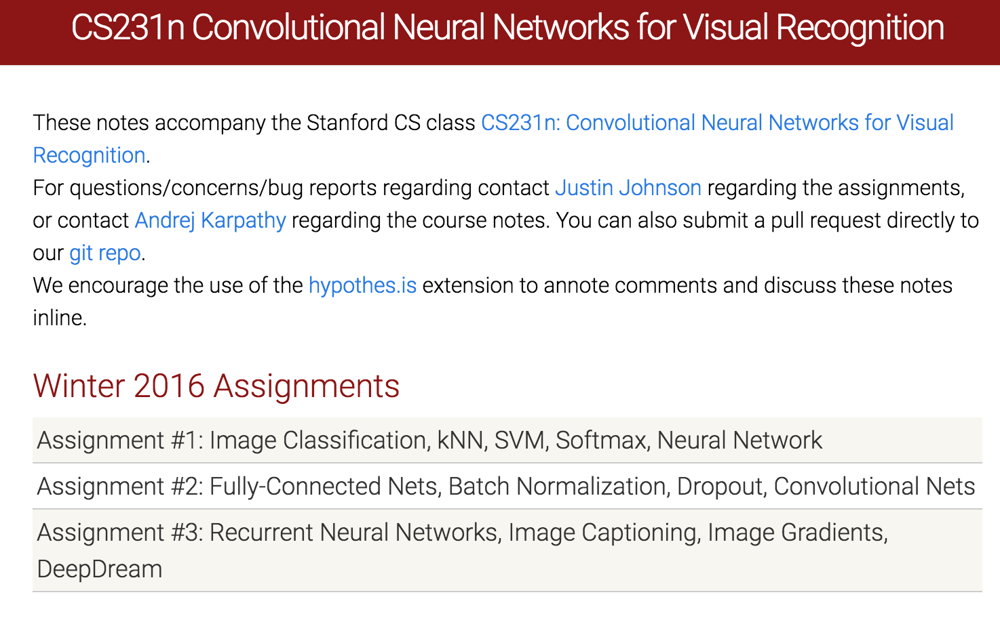 CS231n Convolutional Neural Networks for Visual Recognition
These notes accompany the Stanford CS class CS231n: Convolutional Neural Networks for Visual
Recognition.
For questions/concerns/bug reports regarding contact Justin Johnson regarding the assignments,
or contact Andrej Karpathy regarding the course notes. You can also submit a pull request directly to
our git repo.
We encourage the use of the hypothes.is extension to annote comments and discuss these notes
inline.
Winter 2016 Assignments
Assignment #1: Image Classification, kNN, SVM, Softmax, Neural Network
Assignment #2: Fully-Connected Nets, Batch Normalization, Dropout, Convolutional Nets
Assignment #3: Recurrent Neural Networks, Image Captioning, Image Gradients,
DeepDream